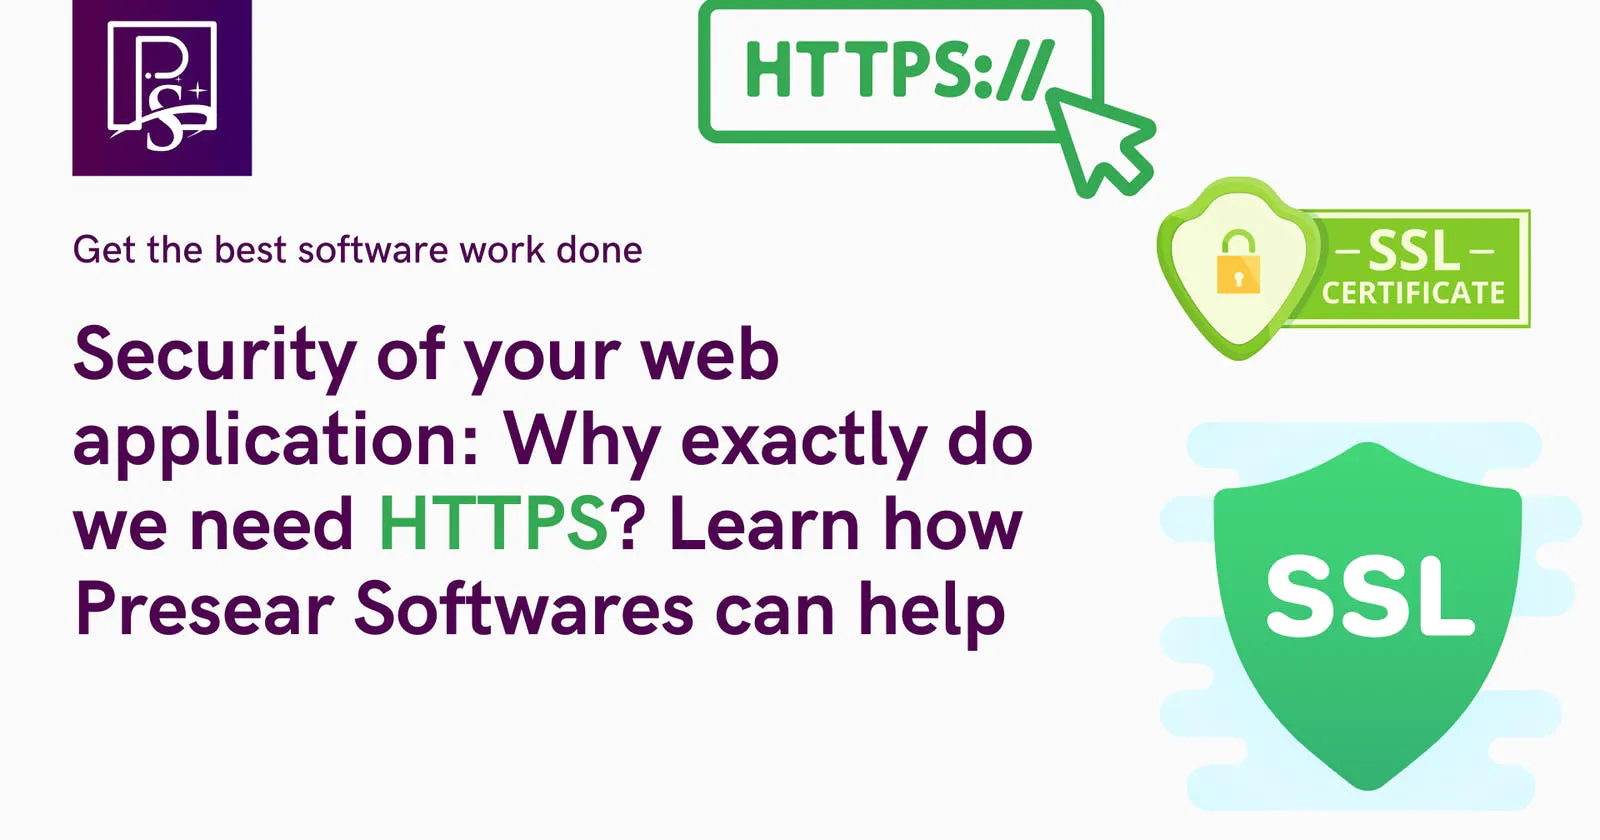 PS
HTTPS://
Get the best software work done
– SSL –
CERTIFICATE
Security of your web
application: Why exactly do
we need HTTPS? Learn how
Presear Softwares can help
SSL